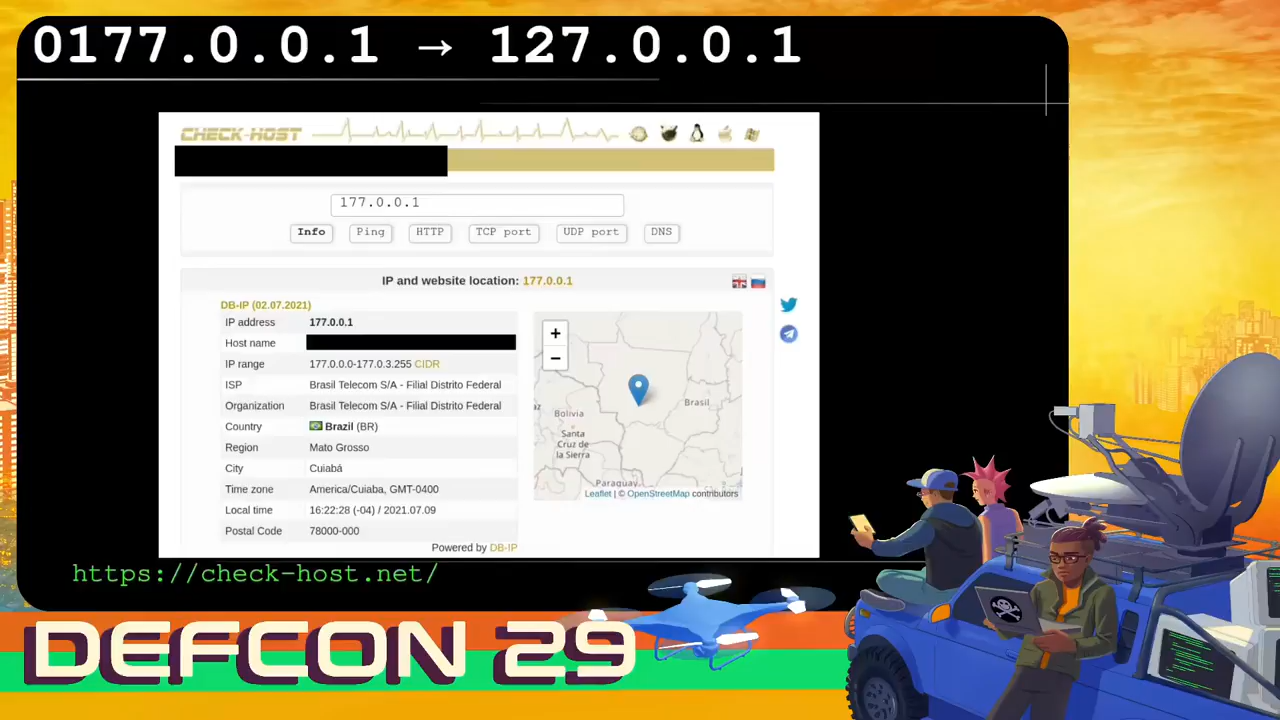 0177.0.0.1 → 127.0.0.1
CHECK-HOST
177.0.0.1
Info Ping HTTP TCP port UDP port DNS
IP and website location: 177.0.0.1
DB-IP (02.07.2021)
IP address 177.0.0.1
Host name
IP range 177.0.0.0-177.0.3.255 CIDR
ISP Brasil Telecom S/A - Filial Distrito Federal
Organization Brasil Telecom S/A - Filial Distrito Federal
Country Brazil (BR)
Region Mato Grosso
City Cuiabá
Time zone America/Cuiaba, GMT-0400
Local time 16:22:28 (-04) / 2021.07.09
Postal Code 78000-000
Powered by DB-IP
+
−
Brasil
az
Bolivia
Santa
Cruz de
la Sierra
Paraguay
Leaflet | © OpenStreetMap contributors
https://check-host.net/
DEFCON 29